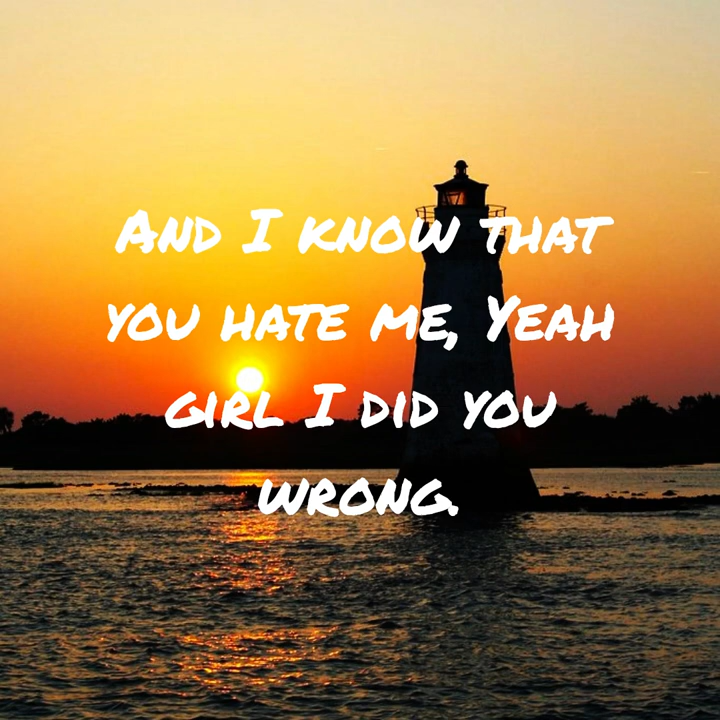 And I know that
you hate me, Yeah
girl I did you
wrong.